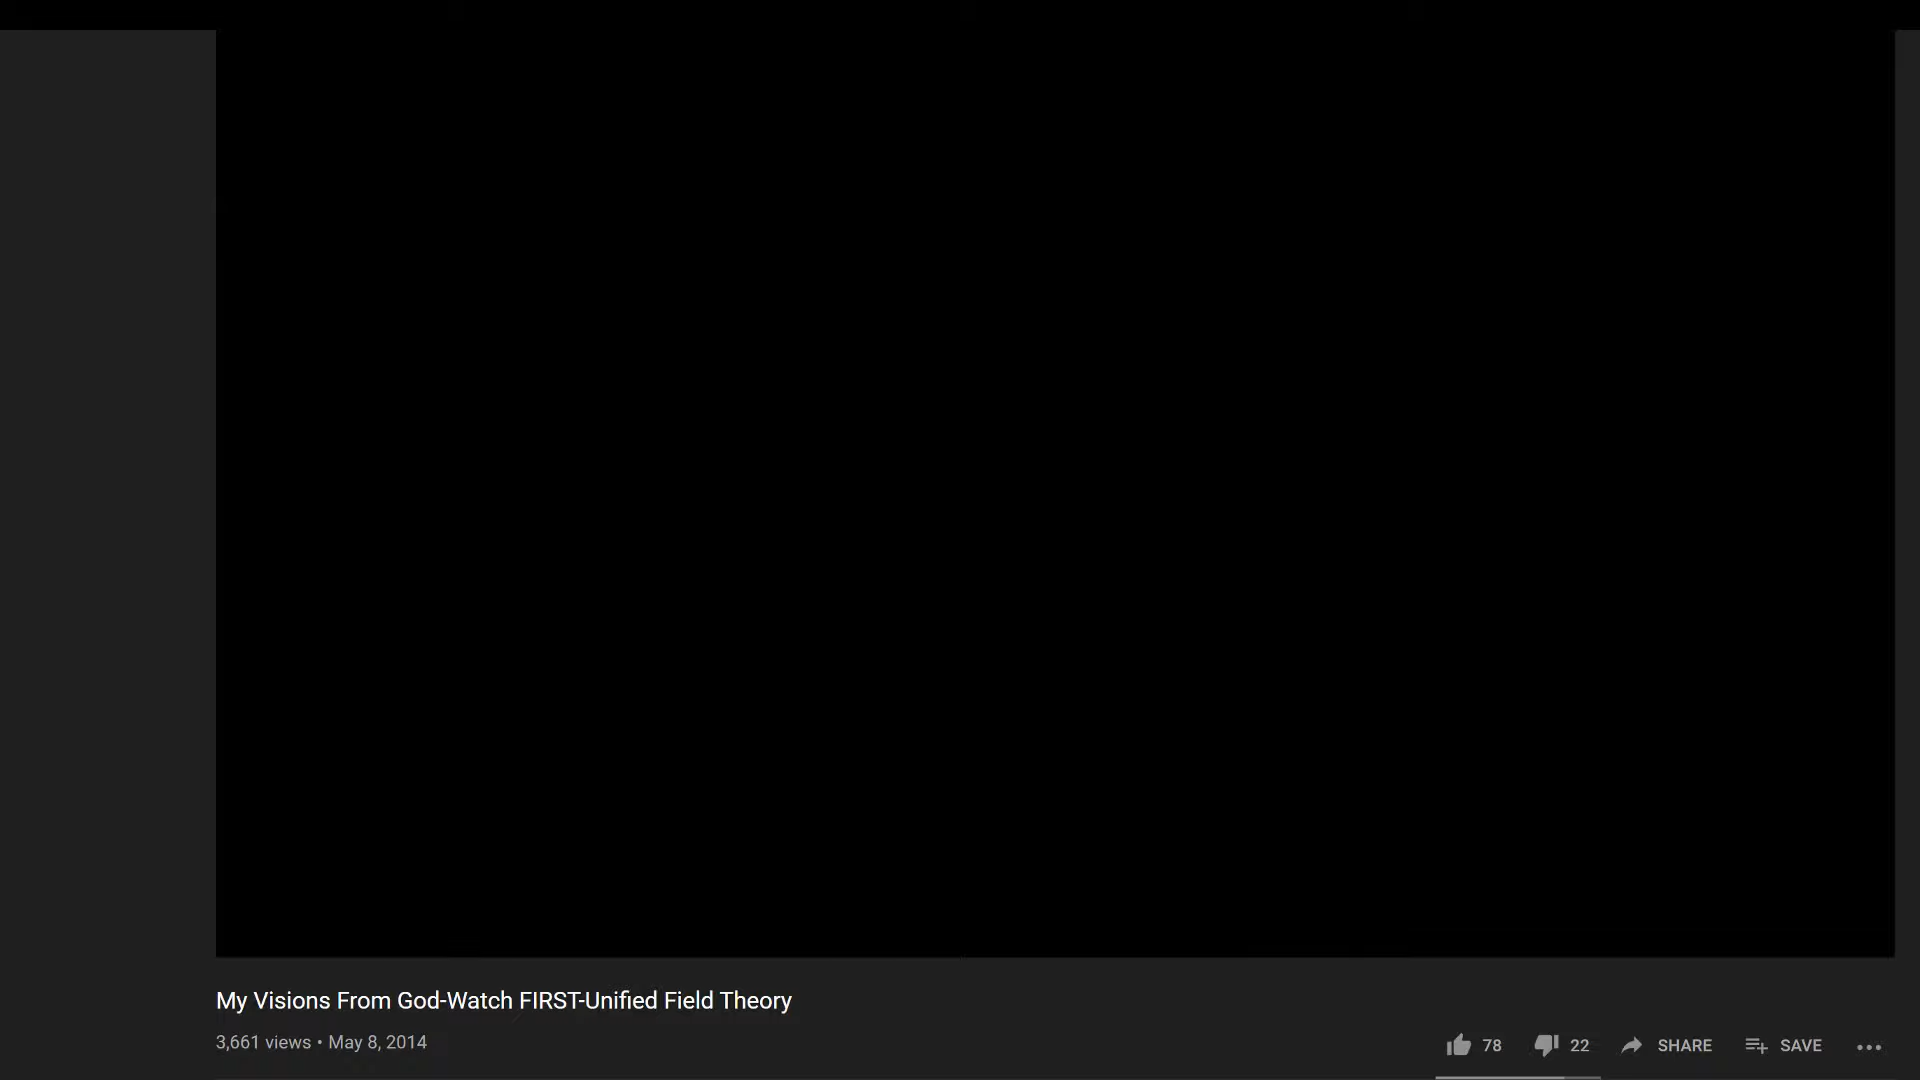 My Visions From God-Watch FIRST-Unified Field Theory
3,661 views • May 8, 2014
78 22 SHARE SAVE